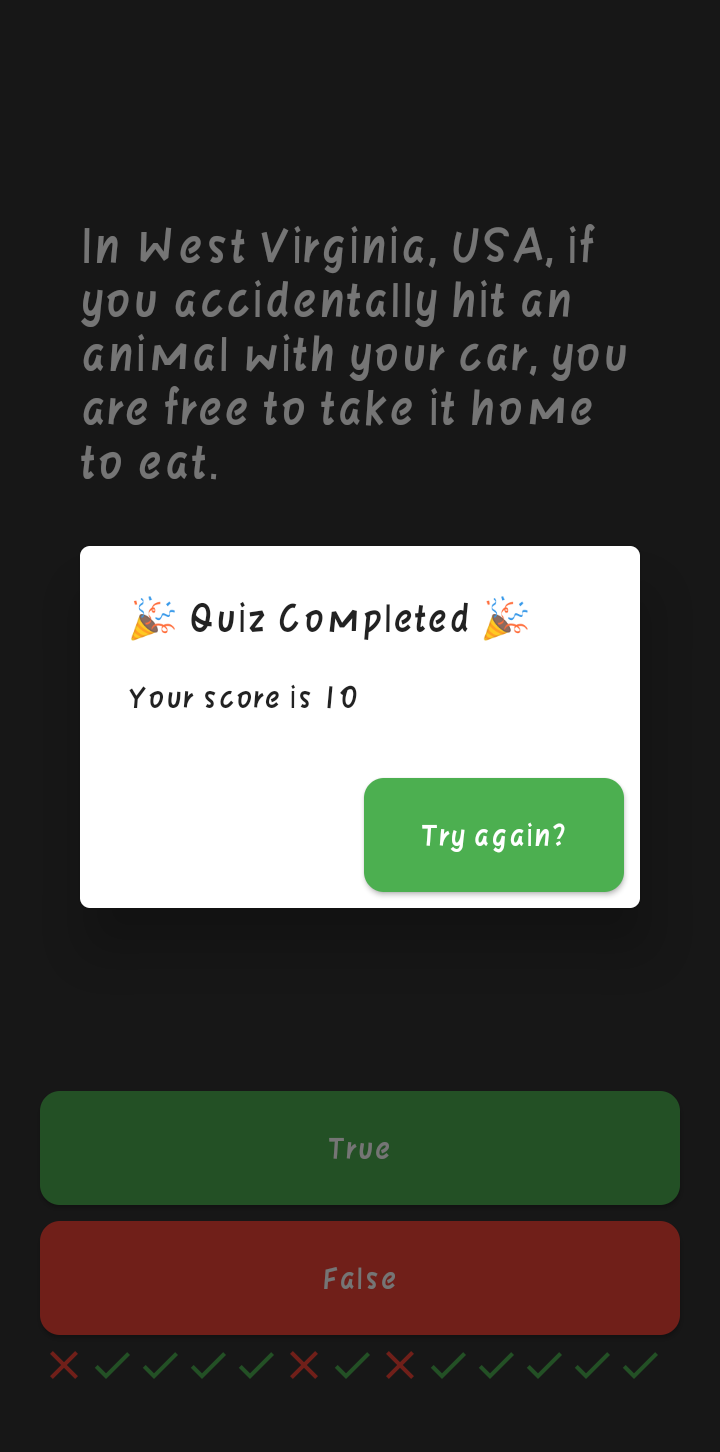 In West Virginia, USA, if
you accidentally hit an
animal with your car, you
are free to take it home
to eat.
🎉 Quiz Completed 🎉
Your score is 10
Try again?
True
False